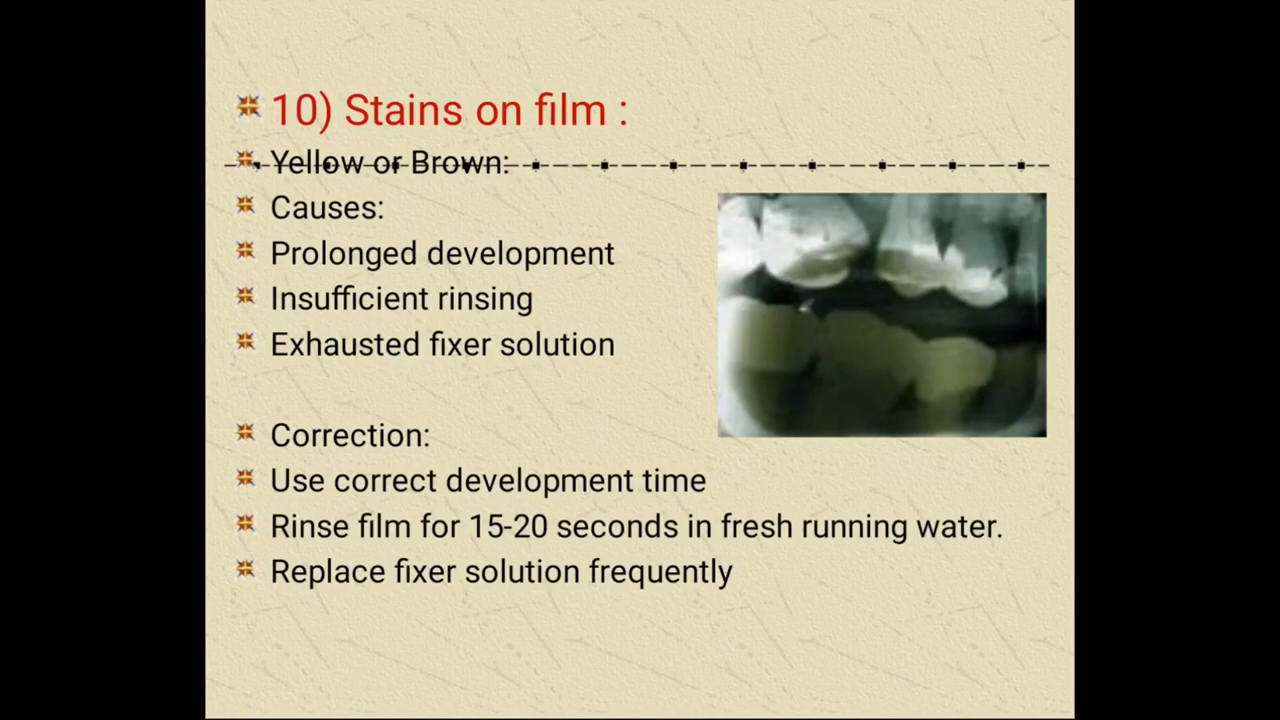 10) Stains on film :
Yellow or Brown:
Causes:
Prolonged development
Insufficient rinsing
Exhausted fixer solution
Correction:
Use correct development time
Rinse film for 15-20 seconds in fresh running water.
Replace fixer solution frequently